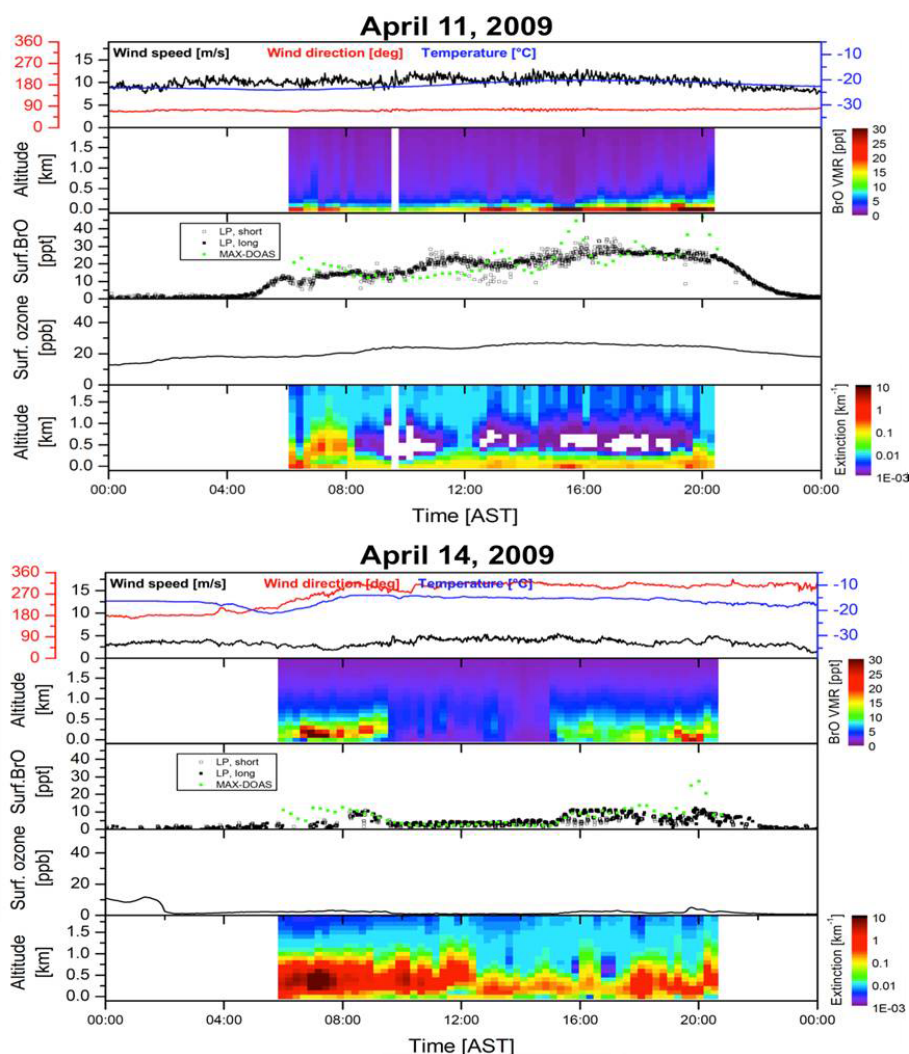 April 11, 2009
360
270
180
90
0
15
10
5
0
Wind speed [m/s] Wind direction [deg] Temperature [°C]
-10
-20
-30
Altitude
[km]
1.5
1.0
0.5
0.0
30
25
20
15
10
5
0
BrO VMR [ppt]
Surf.BrO
[ppt]
40
30
20
10
0
LP, short
LP, long
MAX-DOAS
Surf. ozone
[ppb]
40
20
0
Altitude
[km]
1.5
1.0
0.5
0.0
10
1
0.1
0.01
1E-03
Extinction [km-1]
00:00 04:00 08:00 12:00 16:00 20:00 00:00
Time [AST]
April 14, 2009
360
270
180
90
0
15
10
5
0
Wind speed [m/s] Wind direction [deg] Temperature [°C]
-10
-20
-30
Altitude
[km]
1.5
1.0
0.5
0.0
30
25
20
15
10
5
0
BrO VMR [ppt]
Surf.BrO
[ppt]
40
30
20
10
0
LP, short
LP, long
MAX-DOAS
Surf. ozone
[ppb]
40
20
0
Altitude
[km]
1.5
1.0
0.5
0.0
10
1
0.1
0.01
1E-03
Extinction [km-1]
00:00 04:00 08:00 12:00 16:00 20:00 00:00
Time [AST]